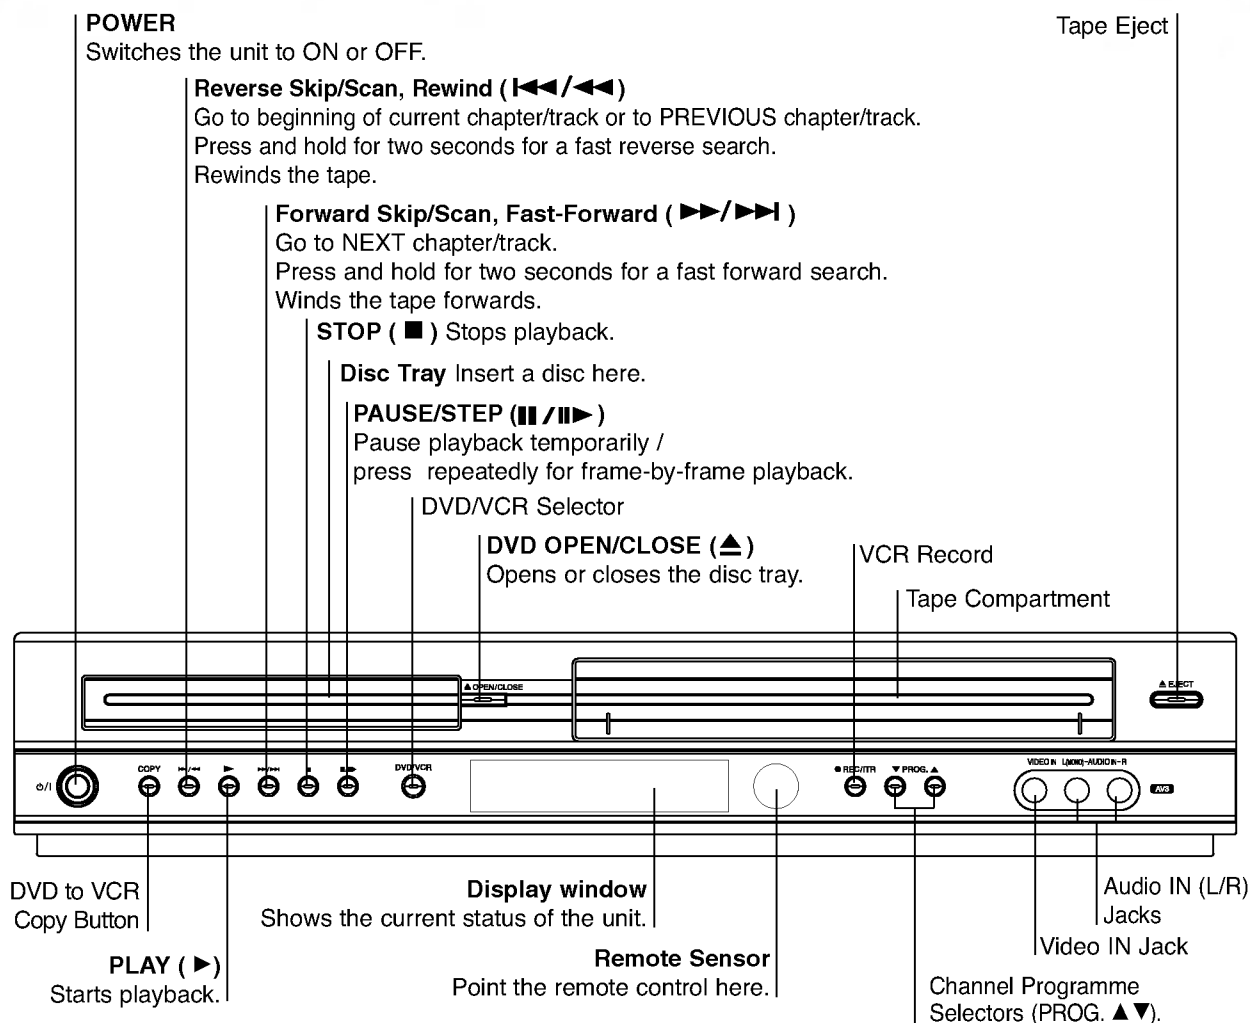 POWER
Switches the unit to ON or OFF.
Tape Eject
Reverse Skip/Scan, Rewind (⏮/◄◄)
Go to beginning of current chapter/track or to PREVIOUS chapter/track.
Press and hold for two seconds for a fast reverse search.
Rewinds the tape.
Forward Skip/Scan, Fast-Forward ( ►►/►►I )
Go to NEXT chapter/track.
Press and hold for two seconds for a fast forward search.
Winds the tape forwards.
STOP ( ■ ) Stops playback.
Disc Tray Insert a disc here.
PAUSE/STEP (II /II►)
Pause playback temporarily /
press repeatedly for frame-by-frame playback.
DVD/VCR Selector
DVD OPEN/CLOSE (▲)
Opens or closes the disc tray.
VCR Record
Tape Compartment
▲ OPEN/CLOSE
▲ EJECT
⏻/I
COPY
I◄◄/◄◄
►
►►/►►I
■
II/II►
DVD/VCR
● REC/ITR
▼ PROG. ▲
VIDEO IN L(MONO)-AUDIO IN-R
AVS
DVD to VCR
Copy Button
PLAY ( ►)
Starts playback.
Display window
Shows the current status of the unit.
Remote Sensor
Point the remote control here.
Audio IN (L/R)
Jacks
Video IN Jack
Channel Programme
Selectors (PROG. ▲▼).